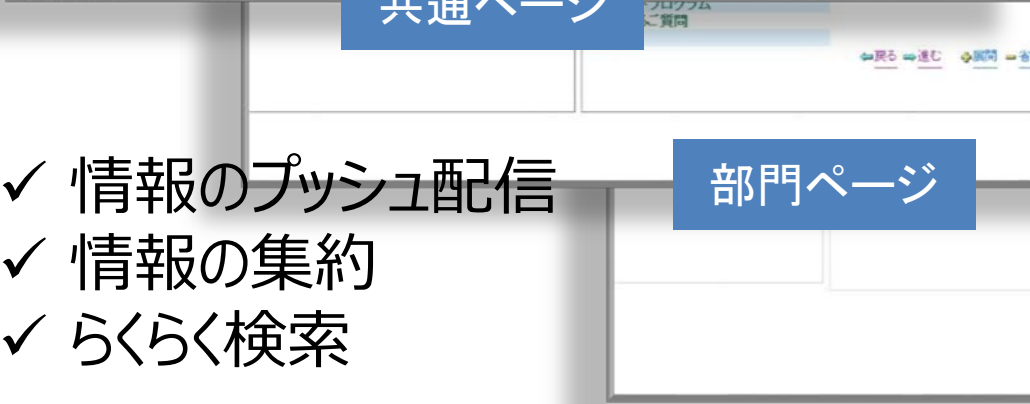 共通ページ
プログラム
ご質問
戻る 進む 展開
部門ページ
✓ 情報のプッシュ配信
✓ 情報の集約
✓ らくらく検索